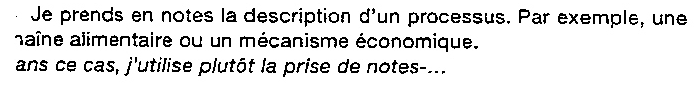 Je prends en notes la description d'un processus. Par exemple, une
aîne alimentaire ou un mécanisme économique.
ans ce cas, j'utilise plutôt la prise de notes-...